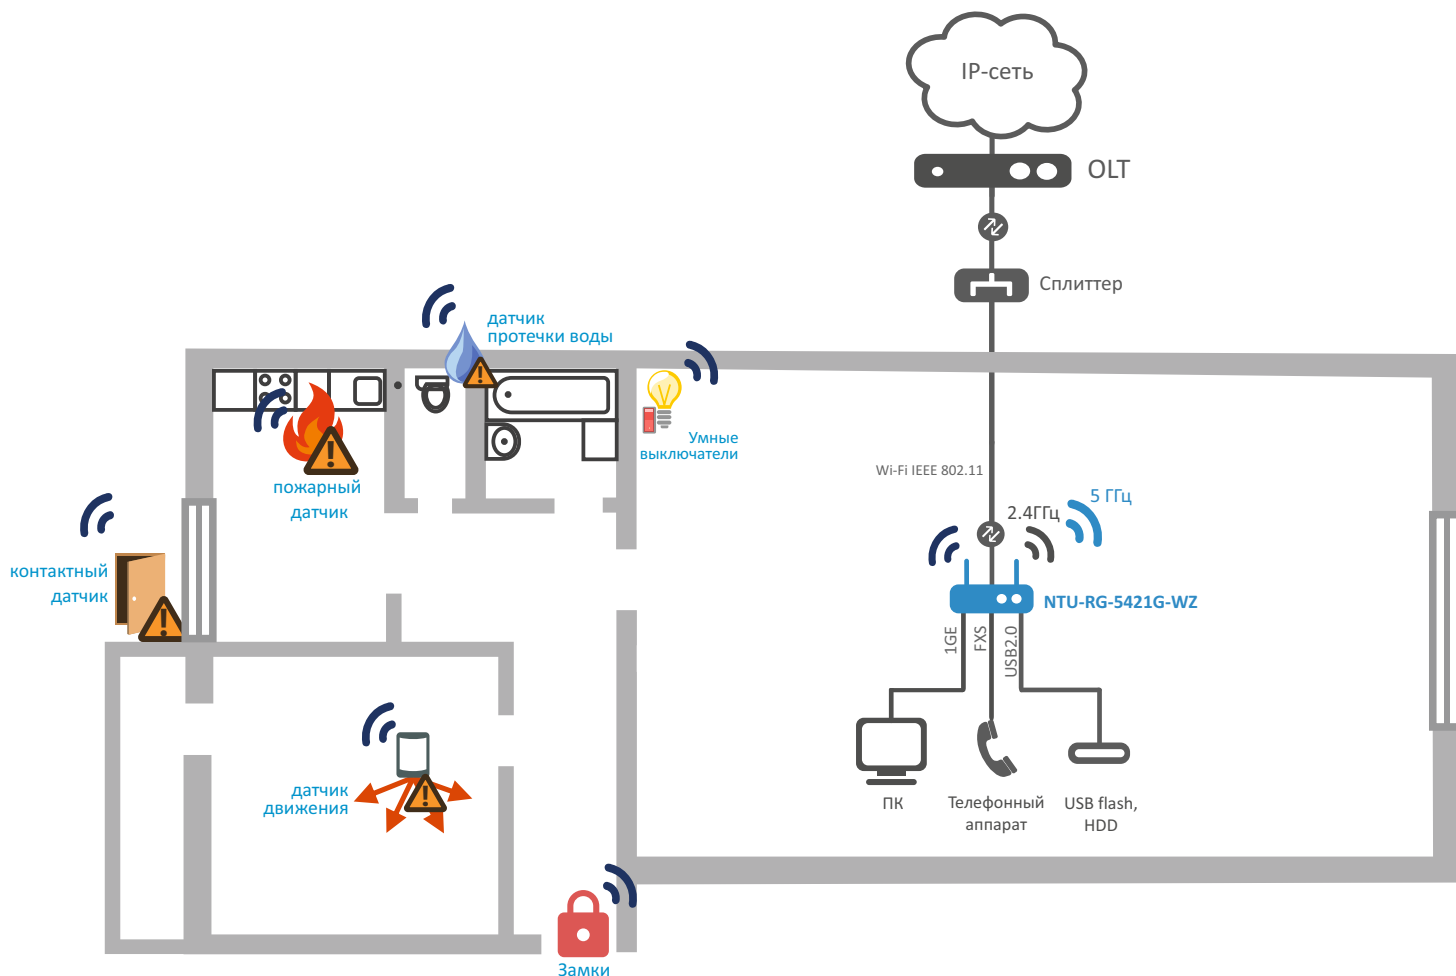 IP-сеть
OLT
Сплиттер
датчик
протечки воды
Умные
выключатели
пожарный
датчик
Wi-Fi IEEE 802.11
5 ГГц
2.4ГГц
контактный
датчик
NTU-RG-5421G-WZ
1GE
FXS
USB2.0
датчик
движения
ПК
Телефонный
аппарат
USB flash,
HDD
Замки